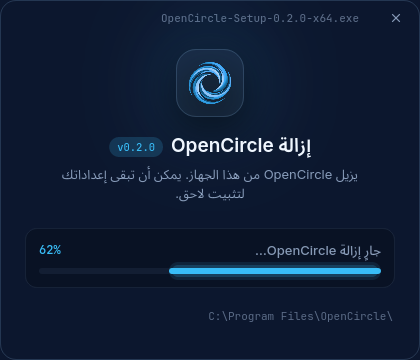 OpenCircle-Setup-0.2.0-x64.exe
إزالة OpenCircle v0.2.0
يزيل OpenCircle من هذا الجهاز. يمكن أن تبقى إعداداتك
لتثبيت لاحق.
جارٍ إزالة OpenCircle...
62%
C:\Program Files\OpenCircle\